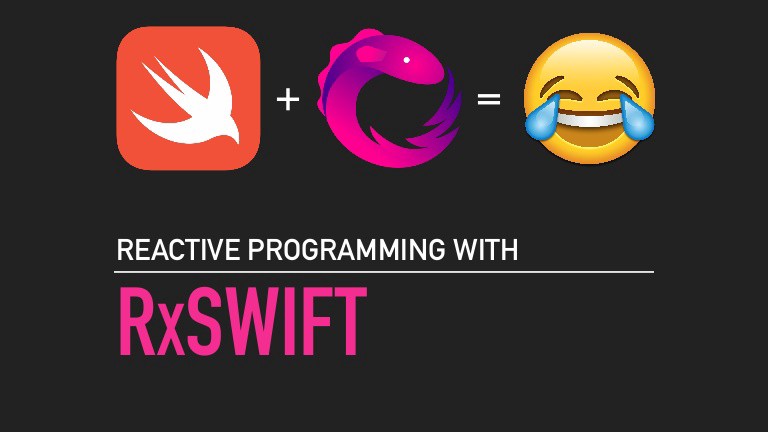 + =
REACTIVE PROGRAMMING WITH
RxSWIFT